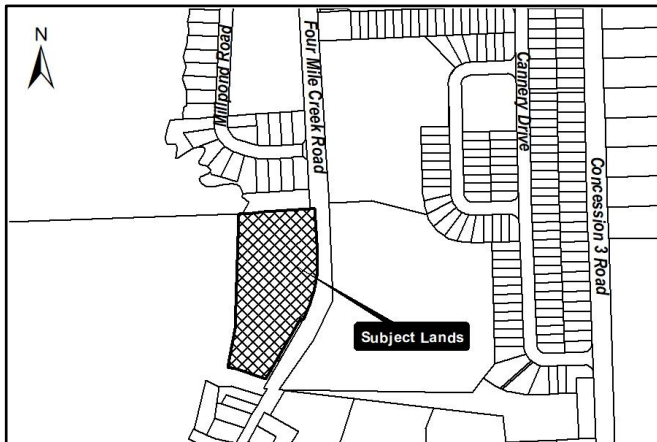 N
Millpond Road
Four Mile Creek Road
Cannery Drive
Concession 3 Road
Subject Lands